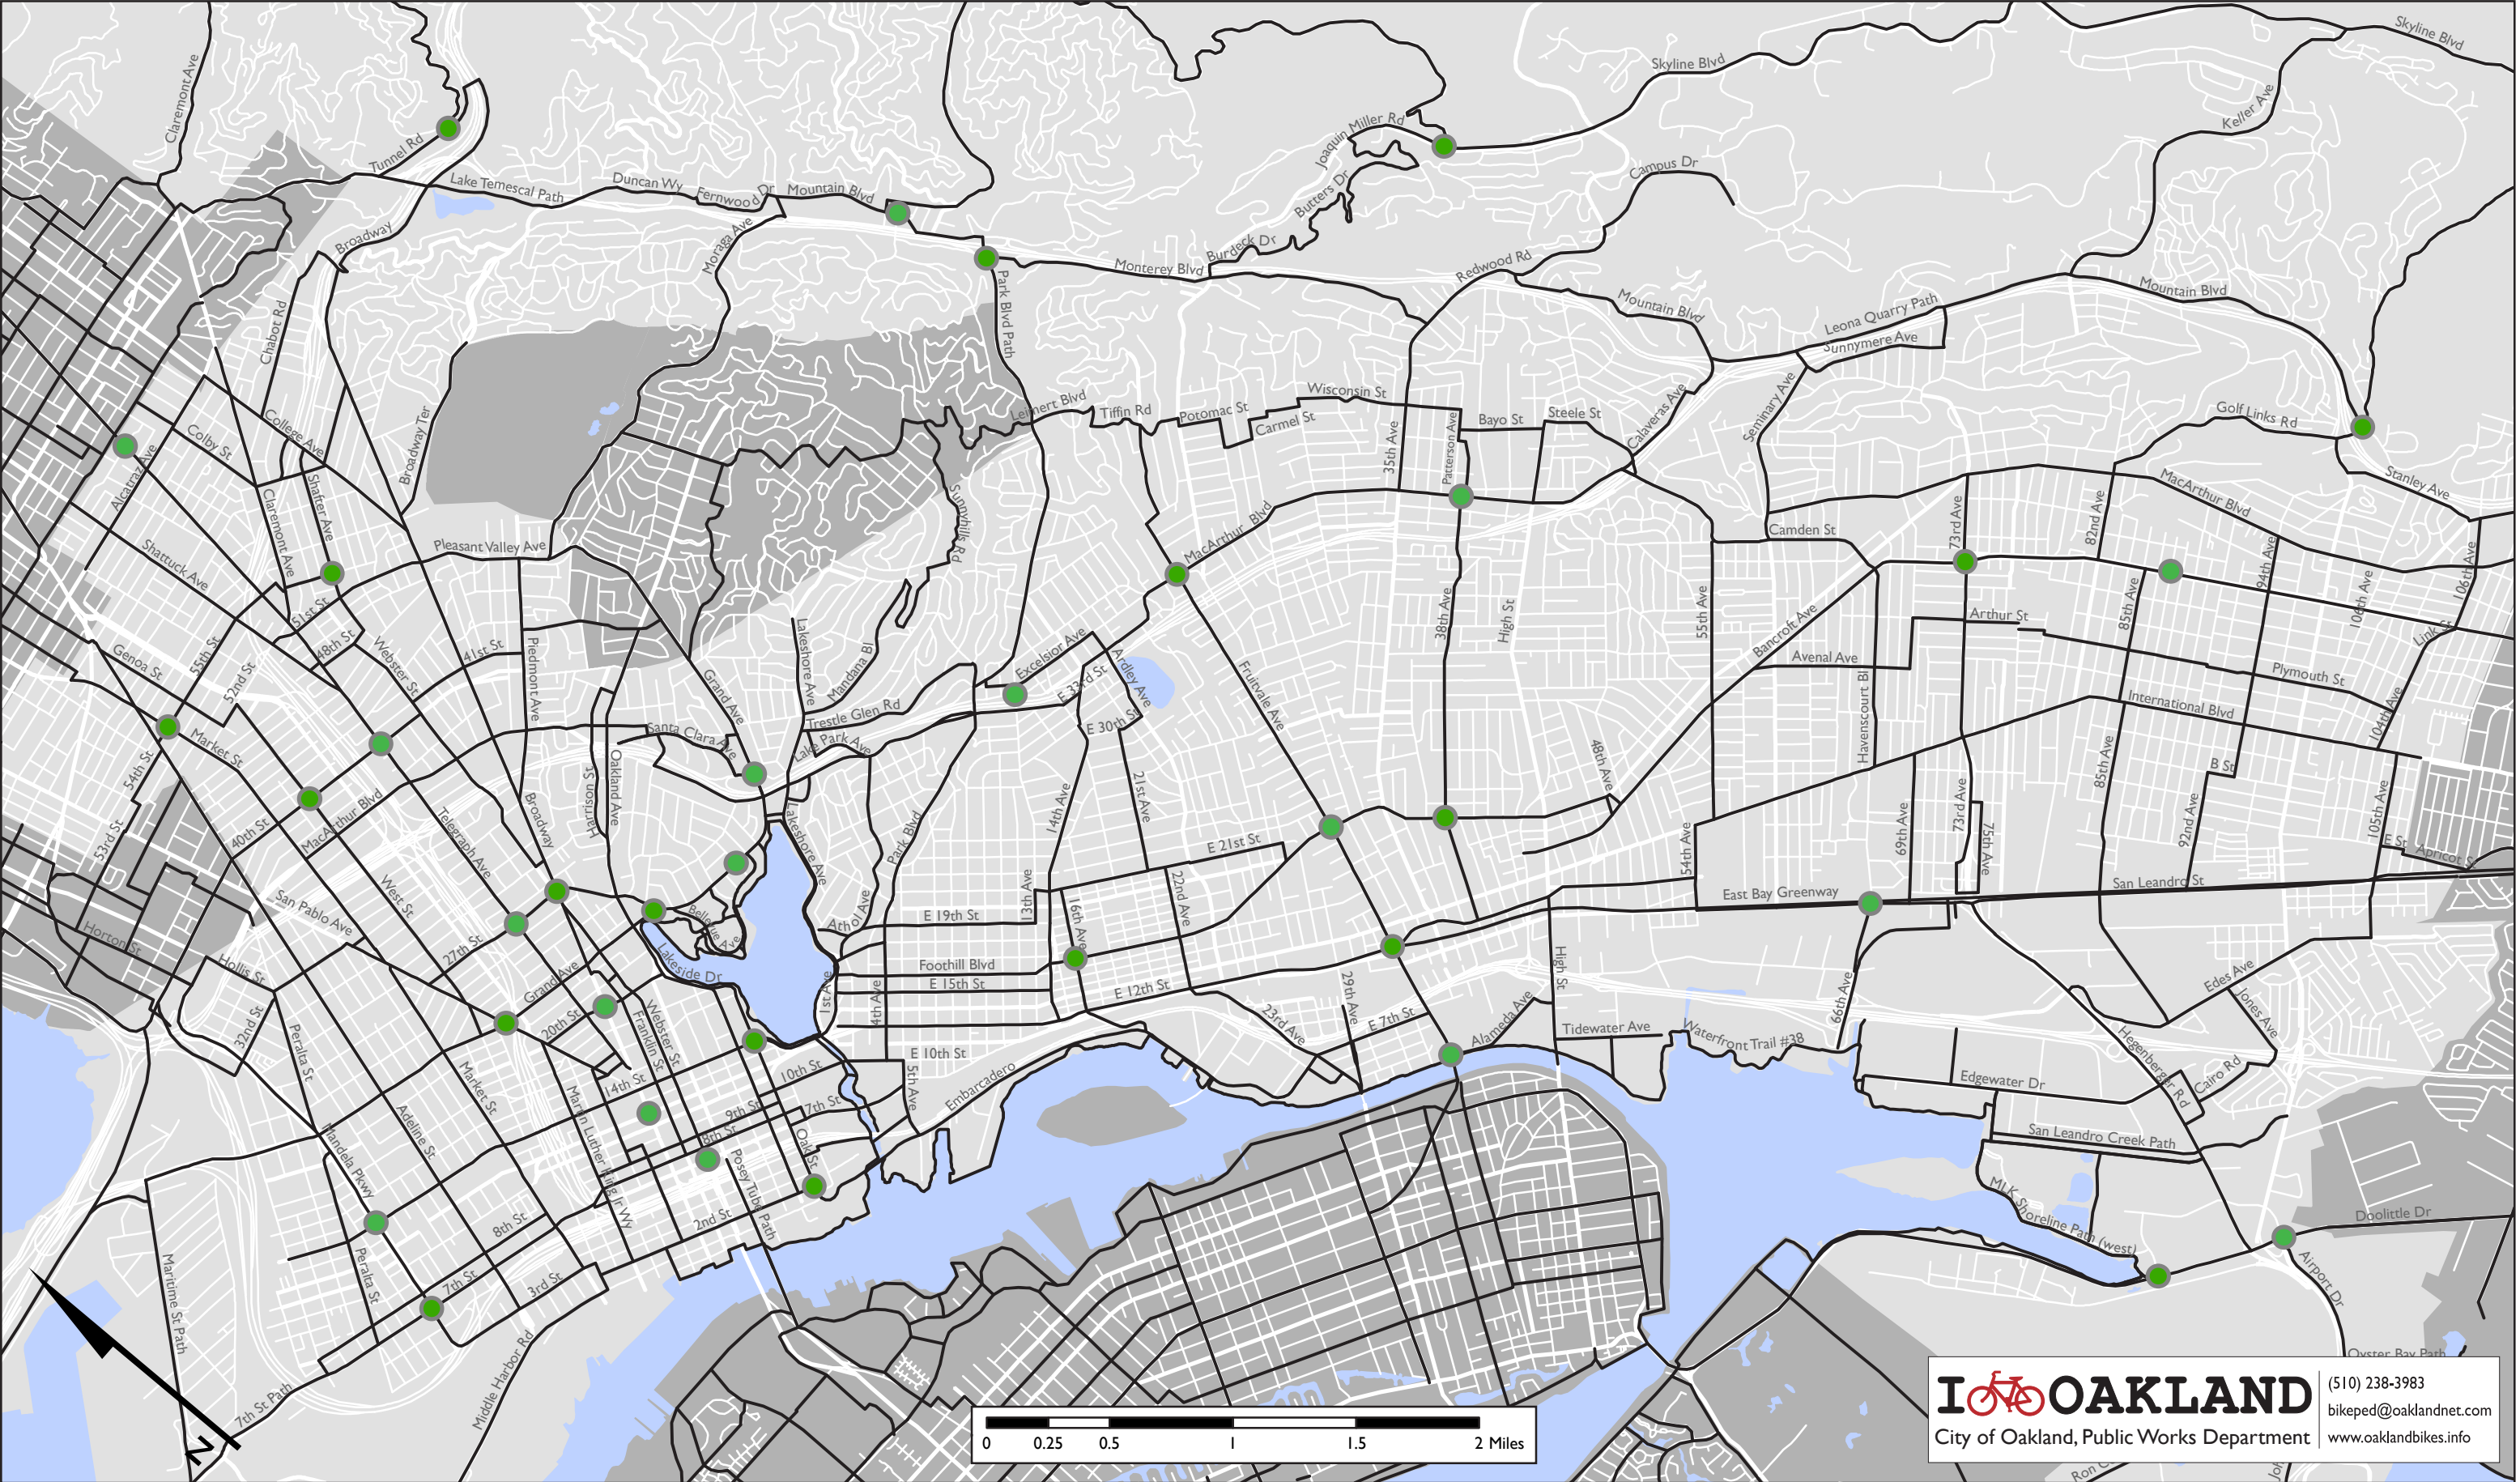 Skyline Blvd
Skyline Blvd
Claremont Ave
Keller Ave
Tunnel Rd
Joaquin Miller Rd
Campus Dr
Lake Temescal Path
Duncan Wy
Fernwood Dr
Mountain Blvd
Butters Dr
Broadway
Moraga Ave
Burdeck Dr
Monterey Blvd
Redwood Rd
Mountain Blvd
Leona Quarry Path
Mountain Blvd
Sunnymere Ave
Chabot Rd
Park Blvd Path
Leimert Blvd
Tiffin Rd
Potomac St
Carmel St
Wisconsin St
35th Ave
Patterson Ave
Bayo St
Steele St
Calaveras Ave
Seminary Ave
Golf Links Rd
College Ave
Colby St
Broadway Ter
Alcatraz Ave
Stanley Ave
MacArthur Blvd
Claremont Ave
Shafter Ave
Sunnyhills Rd
MacArthur Blvd
Camden St
73rd Ave
82nd Ave
Pleasant Valley Ave
Shattuck Ave
94th Ave
106th Ave
106th Ave
85th Ave
51st St
48th St
38th Ave
High St
55th Ave
Bancroft Ave
Arthur St
Link St
Genoa St
55th St
52nd St
Webster St
41st St
Piedmont Ave
Grand Ave
Lakeshore Ave
Mandana Bl
Excelsior Ave
E 33rd St
Ardley Ave
Fruitvale Ave
Avenal Ave
Havenscourt Bl
Plymouth St
International Blvd
104th Ave
Market St
54th St
Santa Clara Ave
Trestle Glen Rd
Lake Park Ave
E 30th St
21st Ave
48th Ave
85th Ave
B St
Harrison St
Oakland Ave
Broadway
Telegraph Ave
40th St
MacArthur Blvd
53rd St
Lakeshore Ave
Park Blvd
14th Ave
E 21st St
54th Ave
69th Ave
73rd Ave
75th Ave
92nd Ave
105th Ave
E St
Apricot S
San Pablo Ave
West St
Bellevue Ave
Athol Ave
E 19th St
13th Ave
16th Ave
22nd Ave
East Bay Greenway
San Leandro St
Horton St
Hollis St
27th St
Grand Ave
Lakeside Dr
Foothill Blvd
E 15th St
E 12th St
1st Ave
4th Ave
29th Ave
23rd Ave
E 7th St
High St
Alameda Ave
Tidewater Ave
Waterfront Trail #38
66th Ave
Edes Ave
Jones Ave
32nd St
Peralta St
20th St
Webster St
Franklin St
14th St
10th St
9th St
8th St
7th St
E 10th St
5th Ave
Embarcadero
Hegenberger Rd
Cairo Rd
Edgewater Dr
San Leandro Creek Path
Market St
Adeline St
Martin Luther King Jr Wy
Mandela Pkwy
Oak St
Posey Tube Path
2nd St
8th St
7th St
3rd St
Peralta St
Maritime St Path
7th St Path
Middle Harbor Rd
MLK Shoreline Path (west)
Doolittle Dr
Airport Dr
Oyster Bay Path
Ron C
Joh
N
0 0.25 0.5 1 1.5 2 Miles
I OAKLAND
City of Oakland, Public Works Department
(510) 238-3983
bikeped@oaklandnet.com
www.oaklandbikes.info